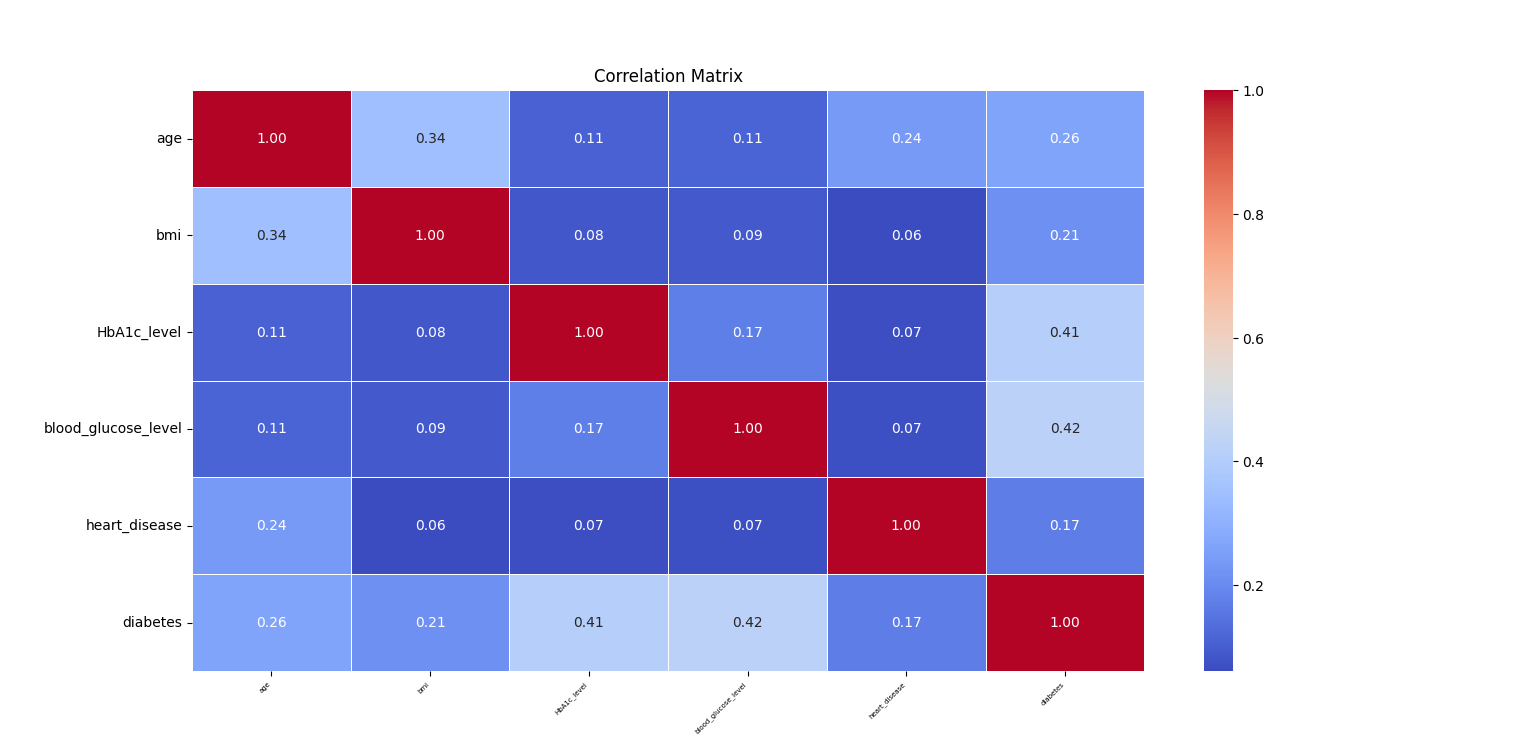 Correlation Matrix
age 1.00 0.34 0.11 0.11 0.24 0.26
bmi 0.34 1.00 0.08 0.09 0.06 0.21
HbA1c_level 0.11 0.08 1.00 0.17 0.07 0.41
blood_glucose_level 0.11 0.09 0.17 1.00 0.07 0.42
heart_disease 0.24 0.06 0.07 0.07 1.00 0.17
diabetes 0.26 0.21 0.41 0.42 0.17 1.00
age bmi HbA1c_level blood_glucose_level heart_disease diabetes
1.0
0.8
0.6
0.4
0.2